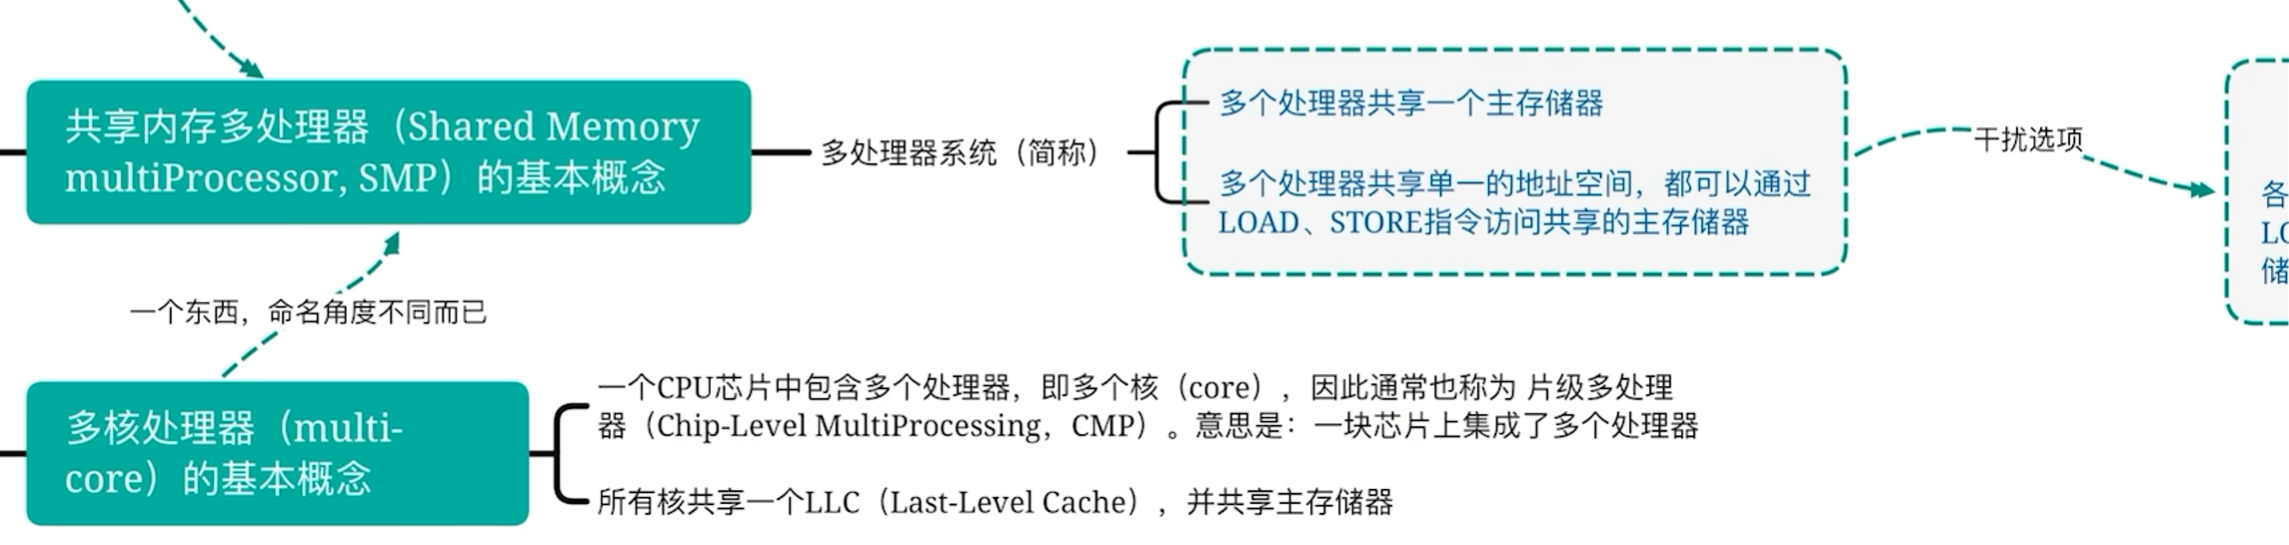 共享内存多处理器（Shared Memory
multiProcessor, SMP）的基本概念
多处理器系统（简称）
多个处理器共享一个主存储器
多个处理器共享单一的地址空间，都可以通过
LOAD、STORE指令访问共享的主存储器
干扰选项
各
LO
储
一个东西，命名角度不同而已
多核处理器（multi-
core）的基本概念
一个CPU芯片中包含多个处理器，即多个核（core），因此通常也称为 片级多处理
器（Chip-Level MultiProcessing，CMP）。意思是：一块芯片上集成了多个处理器
所有核共享一个LLC（Last-Level Cache），并共享主存储器